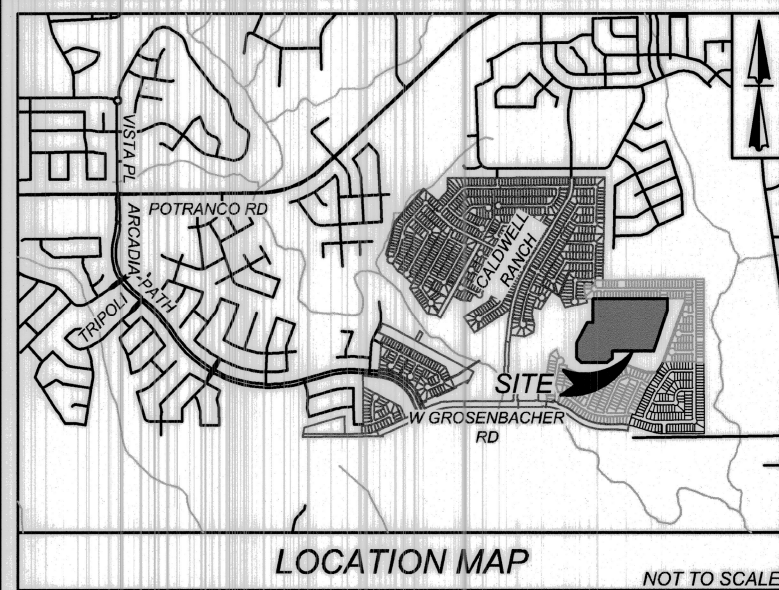 VISTA PL
POTRANCO RD
ARCADIA PATH
TRIPOLI
CALDWELL
RANCH
SITE
W GROSENBACHER
RD
LOCATION MAP
NOT TO SCALE